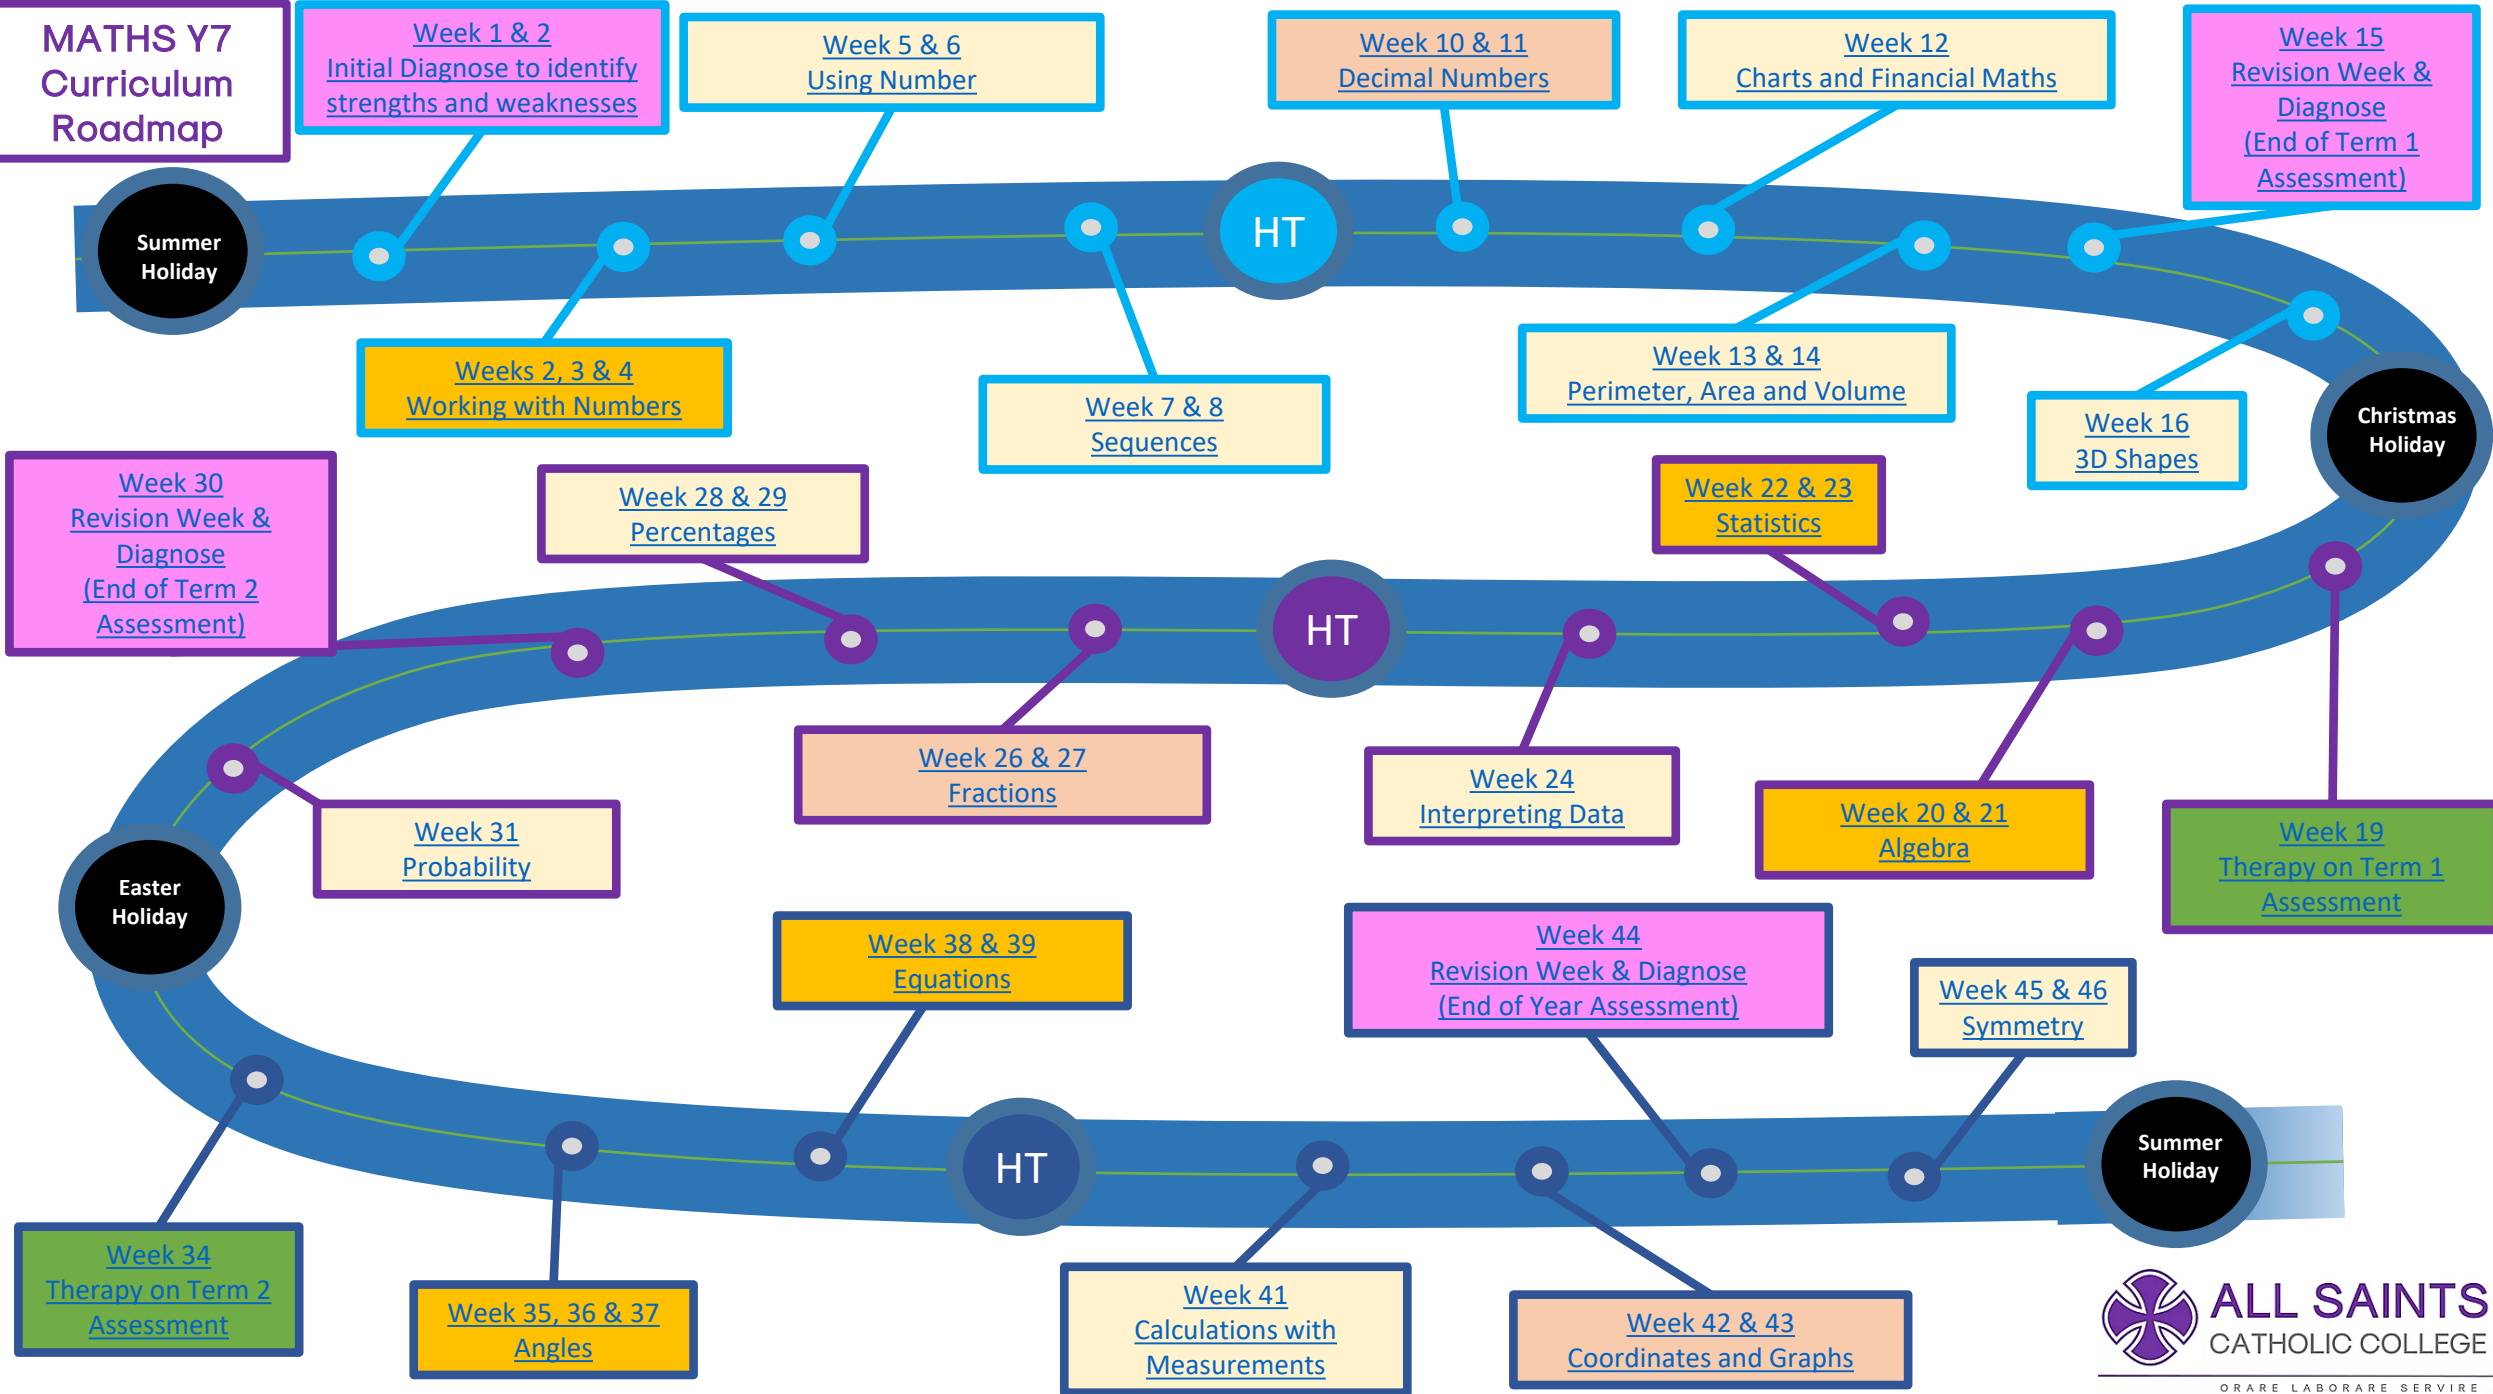 MATHS Y7
Curriculum
Roadmap
Week 1 & 2
Initial Diagnose to identify
strengths and weaknesses
Week 5 & 6
Using Number
Week 10 & 11
Decimal Numbers
Week 12
Charts and Financial Maths
Week 15
Revision Week &
Diagnose
(End of Term 1
Assessment)
Summer
Holiday
HT
Weeks 2, 3 & 4
Working with Numbers
Week 7 & 8
Sequences
Week 13 & 14
Perimeter, Area and Volume
Week 16
3D Shapes
Christmas
Holiday
Week 30
Revision Week &
Diagnose
(End of Term 2
Assessment)
Week 28 & 29
Percentages
Week 22 & 23
Statistics
HT
Week 31
Probability
Week 26 & 27
Fractions
Week 24
Interpreting Data
Week 20 & 21
Algebra
Week 19
Therapy on Term 1
Assessment
Easter
Holiday
Week 38 & 39
Equations
Week 44
Revision Week & Diagnose
(End of Year Assessment)
Week 45 & 46
Symmetry
HT
Summer
Holiday
Week 34
Therapy on Term 2
Assessment
Week 35, 36 & 37
Angles
Week 41
Calculations with
Measurements
Week 42 & 43
Coordinates and Graphs
ALL SAINTS
CATHOLIC COLLEGE
ORARE LABORARE SERVIRE